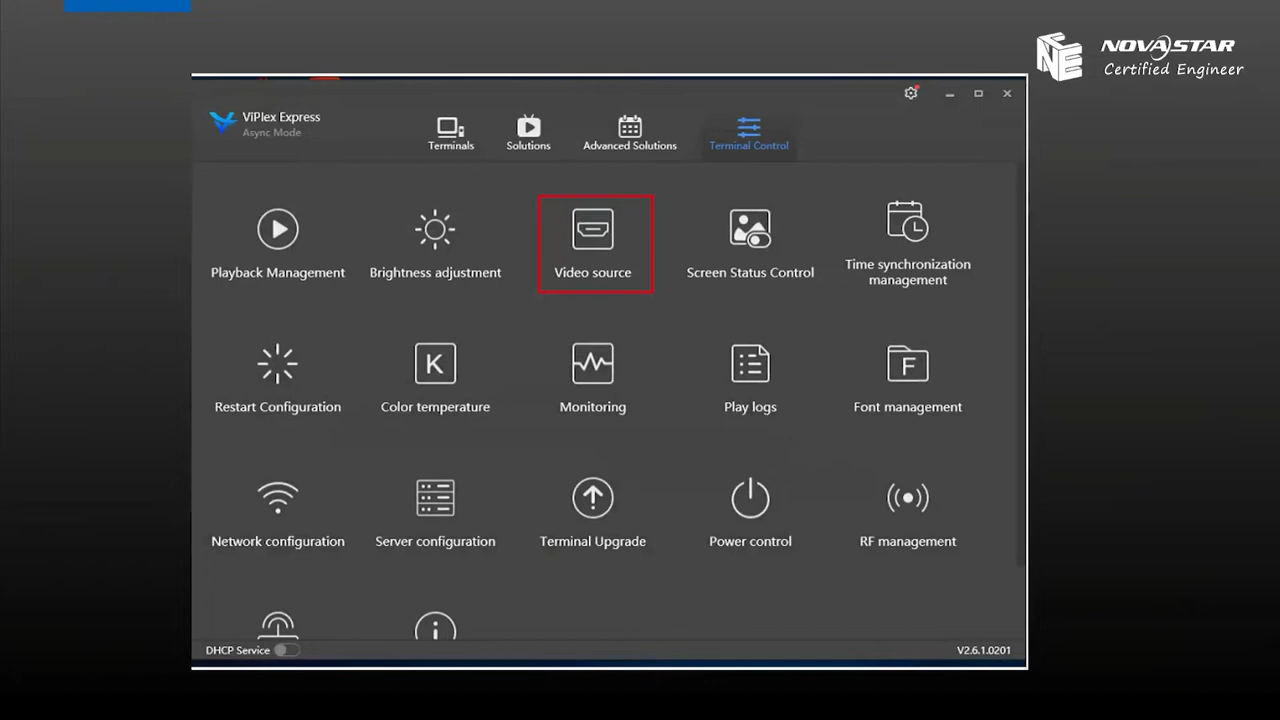 NOVASTAR
Certified Engineer
ViPlex Express
Async Mode
Terminals
Solutions
Advanced Solutions
Terminal Control
Playback Management
Brightness adjustment
Video source
Screen Status Control
Time synchronization
management
Restart Configuration
K
Color temperature
Monitoring
Play logs
F
Font management
Network configuration
Server configuration
Terminal Upgrade
Power control
RF management
DHCP Service
V2.6.1.0201